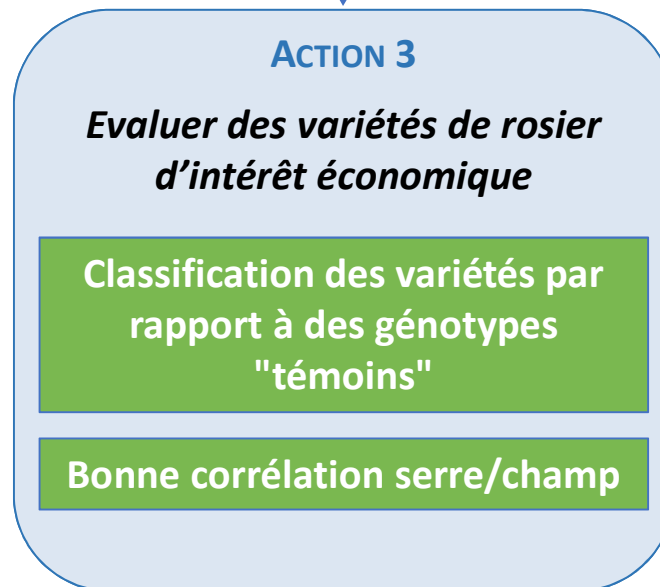 ACTION 3
Evaluer des variétés de rosier
d’intérêt économique
Classification des variétés par
rapport à des génotypes
"témoins"
Bonne corrélation serre/champ